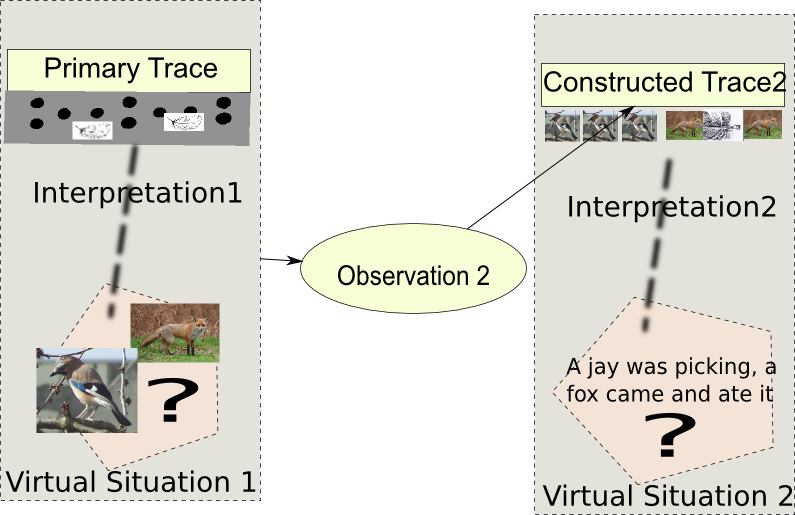 Primary Trace
Interpretation1
?
Virtual Situation 1
Observation 2
Constructed Trace2
Interpretation2
A jay was picking, a
fox came and ate it
?
Virtual Situation 2